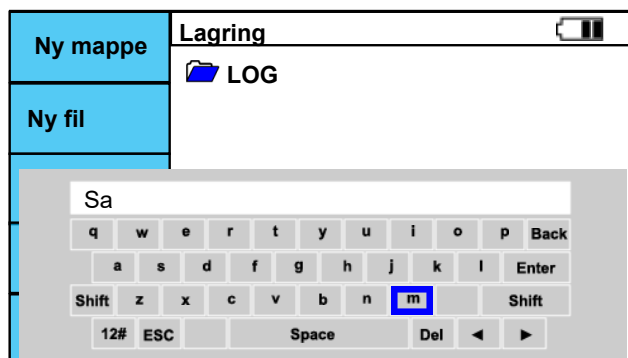 Ny mappe
Lagring
LOG
Ny fil
Sa
q w e r t y u i o p Back
a s d f g h j k l Enter
Shift z x c v b n m Shift
12# ESC Space Del ◄ ►